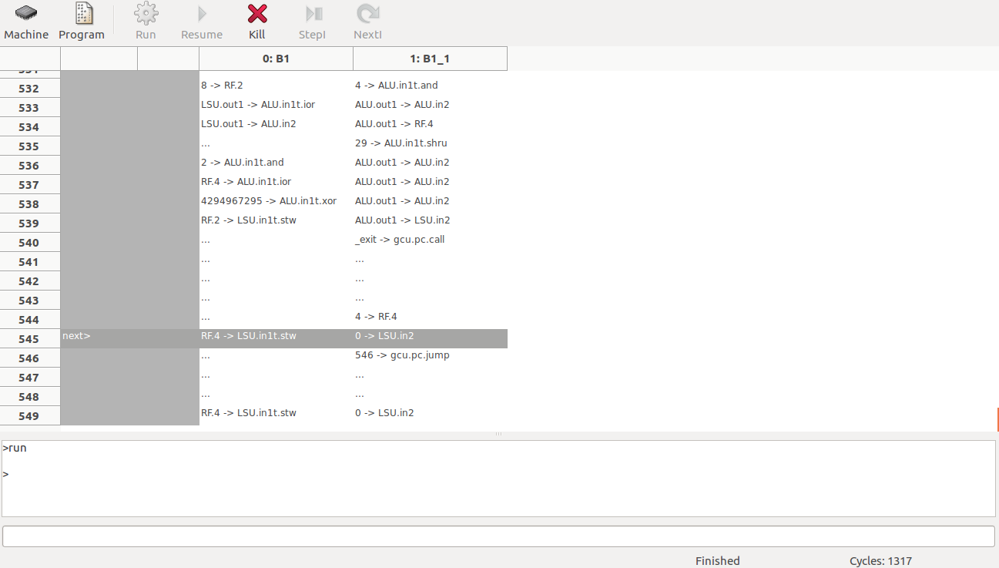 Machine Program Run Resume Kill StepI NextI
0: B1 1: B1_1
531
532 8 -> RF.2 4 -> ALU.in1t.and
533 LSU.out1 -> ALU.in1t.ior ALU.out1 -> ALU.in2
534 LSU.out1 -> ALU.in2 ALU.out1 -> RF.4
535 ... 29 -> ALU.in1t.shru
536 2 -> ALU.in1t.and ALU.out1 -> ALU.in2
537 RF.4 -> ALU.in1t.ior ALU.out1 -> ALU.in2
538 4294967295 -> ALU.in1t.xor ALU.out1 -> ALU.in2
539 RF.2 -> LSU.in1t.stw ALU.out1 -> LSU.in2
540 ... _exit -> gcu.pc.call
541 ... ...
542 ... ...
543 ... ...
544 ... 4 -> RF.4
545 next> RF.4 -> LSU.in1t.stw 0 -> LSU.in2
546 ... 546 -> gcu.pc.jump
547 ... ...
548 ... ...
549 RF.4 -> LSU.in1t.stw 0 -> LSU.in2
>run
>
Finished Cycles: 1317